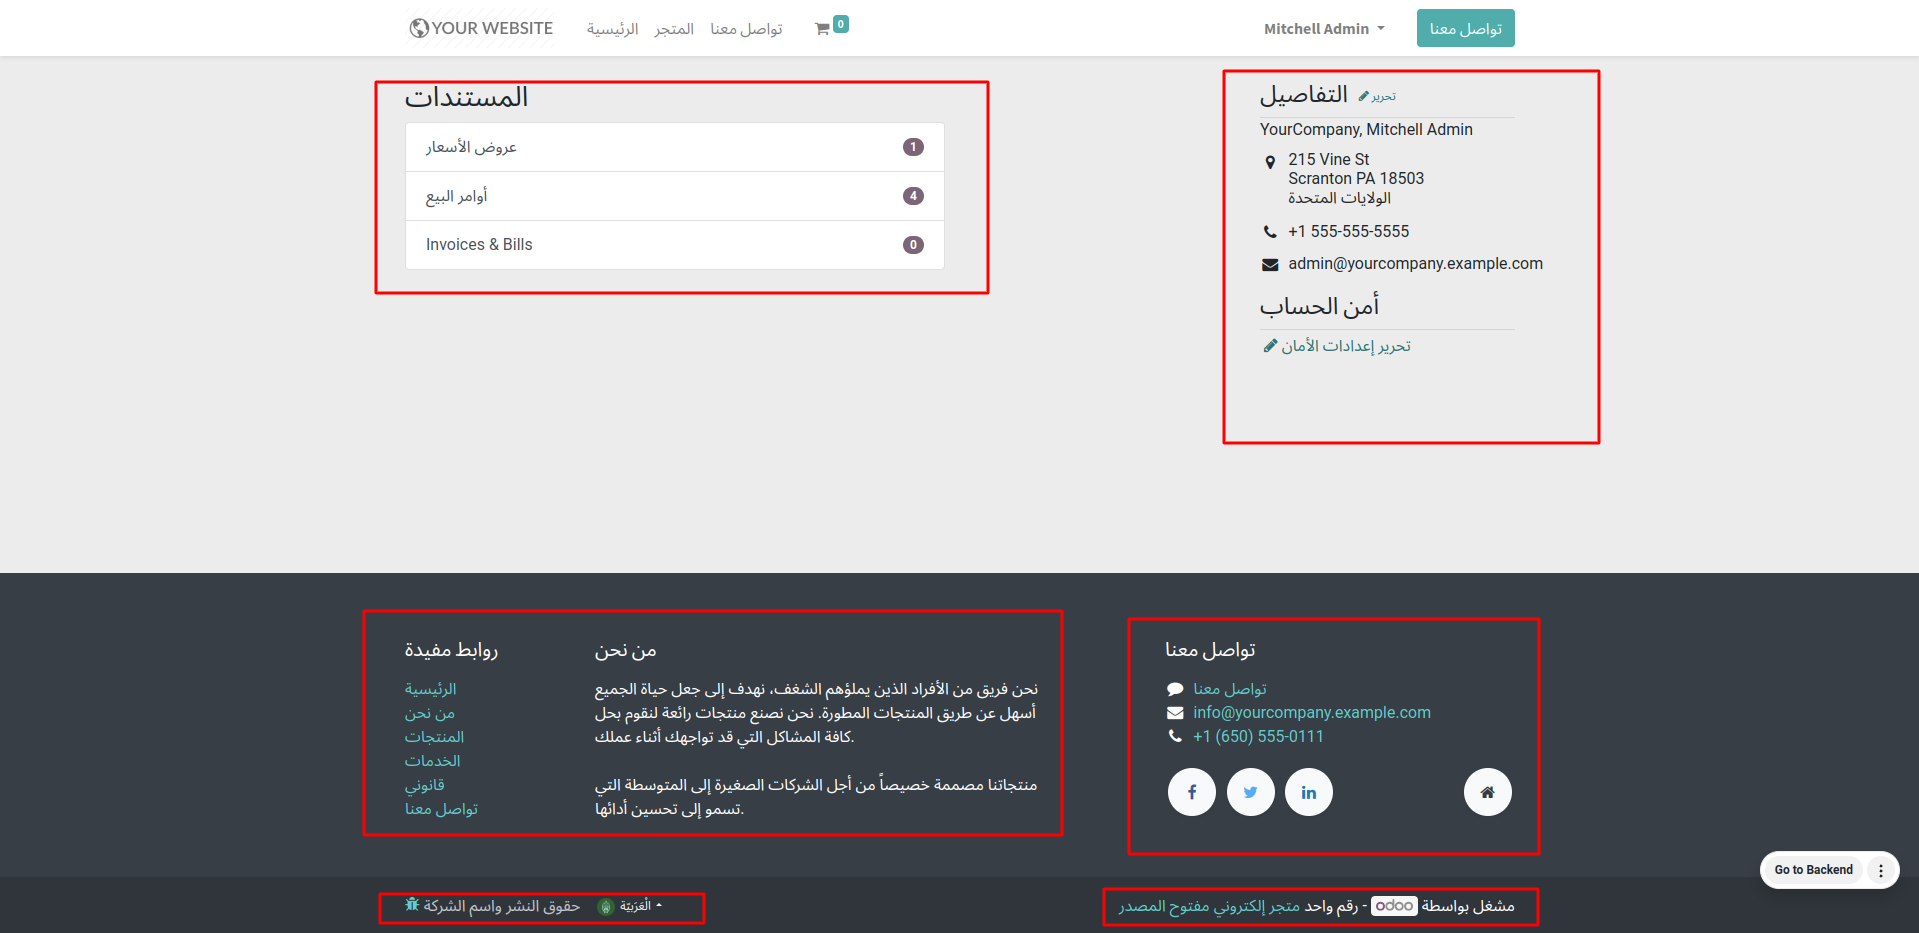 YOUR WEBSITE
الرئيسية
المتجر
تواصل معنا
0
Mitchell Admin
تواصل معنا
المستندات
عروض الأسعار 1
أوامر البيع 4
Invoices & Bills 0
التفاصيل تحرير
YourCompany, Mitchell Admin
215 Vine St
Scranton PA 18503
الولايات المتحدة
+1 555-555-5555
admin@yourcompany.example.com
أمن الحساب
تحرير إعدادات الأمان
روابط مفيدة
الرئيسية
من نحن
المنتجات
الخدمات
قانوني
تواصل معنا
من نحن
نحن فريق من الأفراد الذين يملؤهم الشغف، نهدف إلى جعل حياة الجميع
أسهل عن طريق المنتجات المطورة. نحن نصنع منتجات رائعة لنقوم بحل
كافة المشاكل التي قد تواجهك أثناء عملك.
منتجاتنا مصممة خصيصاً من أجل الشركات الصغيرة إلى المتوسطة التي
تسمو إلى تحسين أدائها.
تواصل معنا
تواصل معنا
info@yourcompany.example.com
+1 (650) 555-0111
Go to Backend
حقوق النشر واسم الشركة
الْعَرَبيّة
مشغل بواسطة odoo - رقم واحد متجر إلكتروني مفتوح المصدر